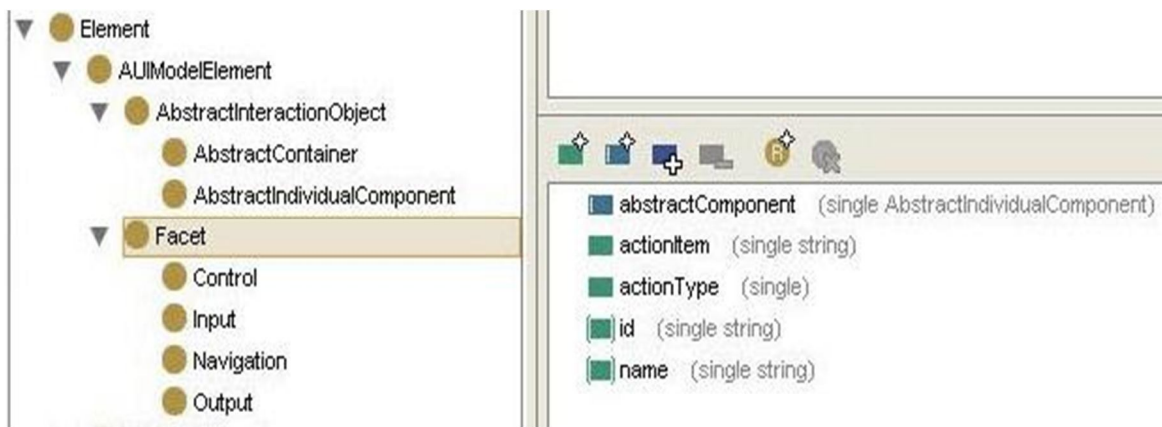 Element
AUIModelElement
AbstractInteractionObject
AbstractContainer
AbstractIndividualComponent
Facet
Control
Input
Navigation
Output
abstractComponent (single AbstractIndividualComponent)
actionItem (single string)
actionType (single)
id (single string)
name (single string)